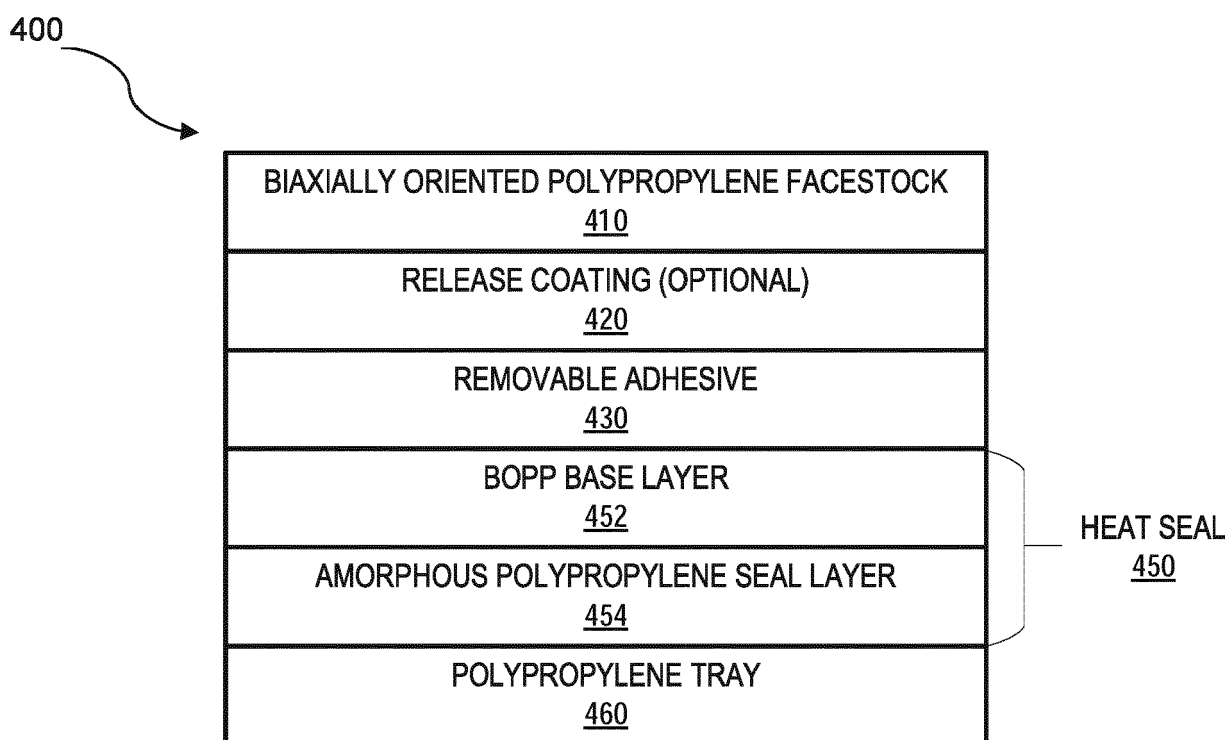 400
BIAXIALLY ORIENTED POLYPROPYLENE FACESTOCK
410
RELEASE COATING (OPTIONAL)
420
REMOVABLE ADHESIVE
430
BOPP BASE LAYER
452
AMORPHOUS POLYPROPYLENE SEAL LAYER
454
HEAT SEAL
450
POLYPROPYLENE TRAY
460